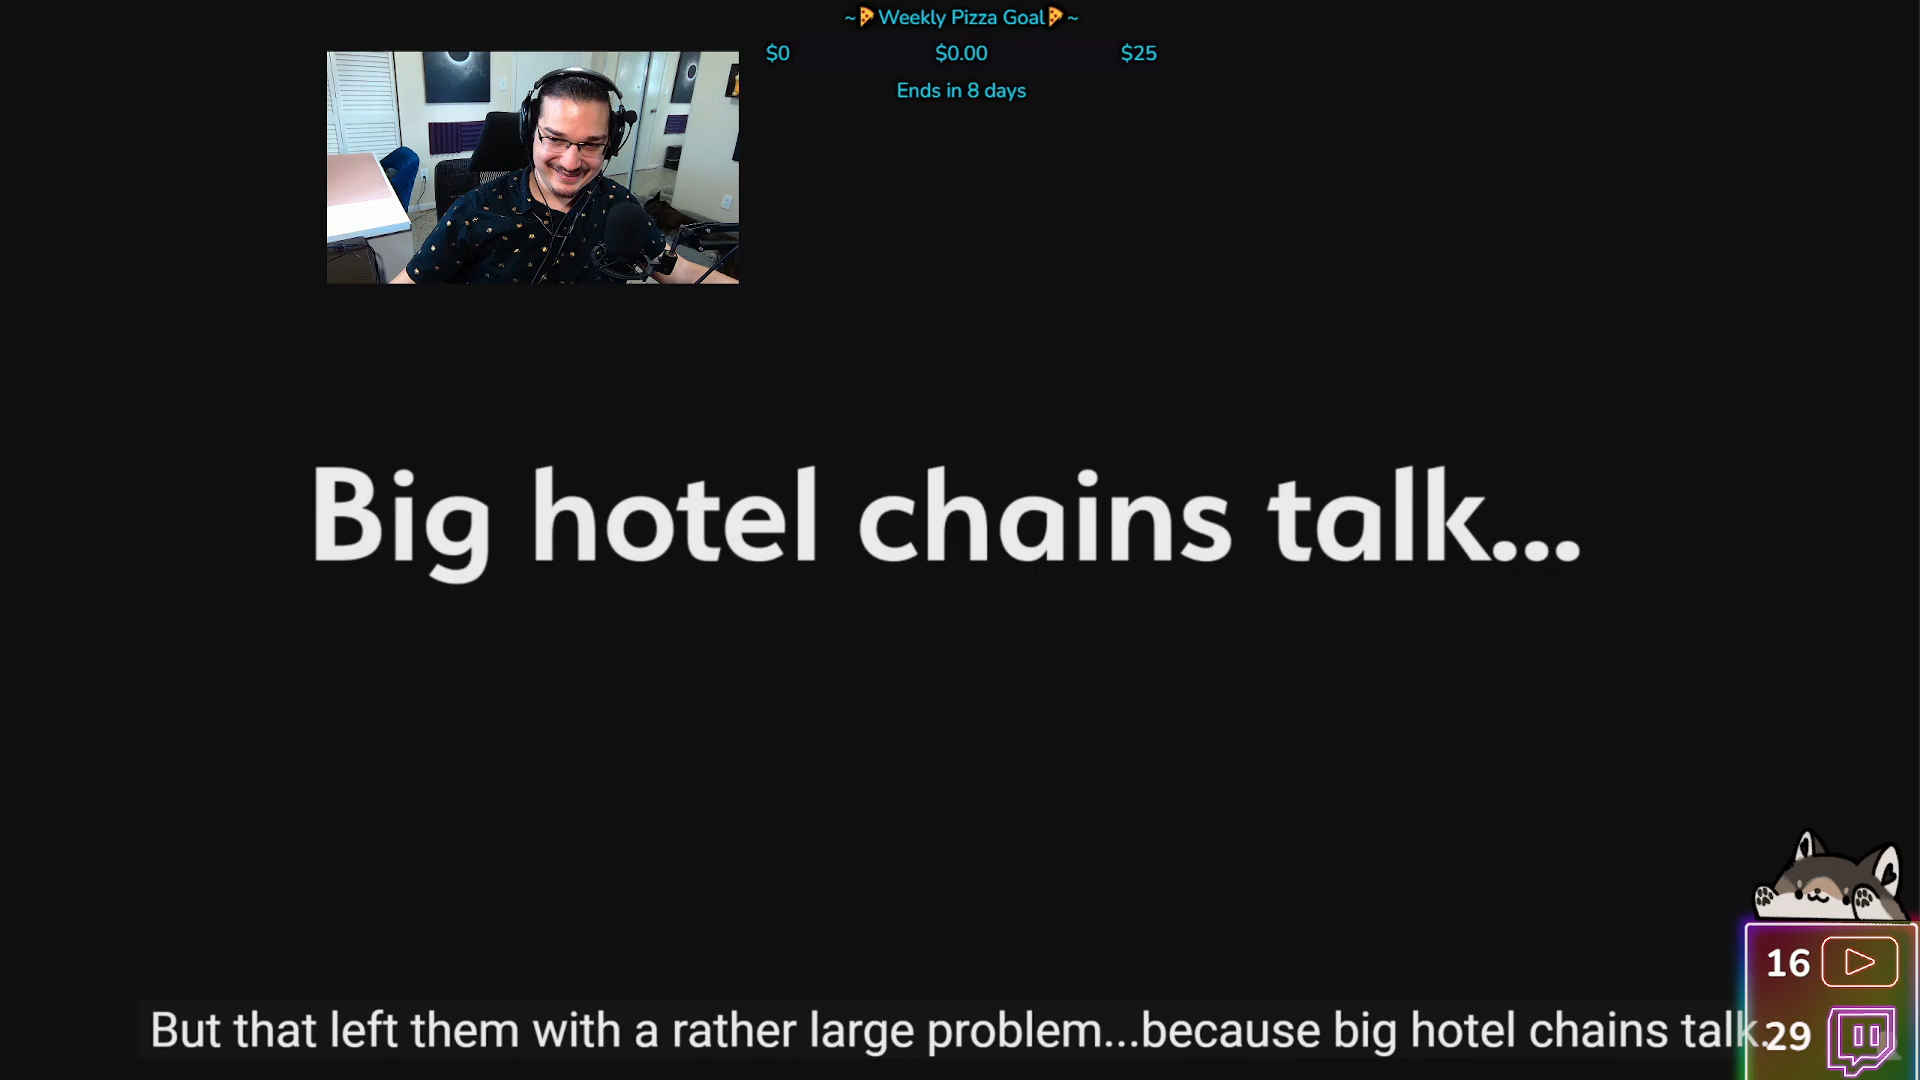 ~🍕Weekly Pizza Goal🍕~
$0 $0.00 $25
Ends in 8 days
Big hotel chains talk...
16
But that left them with a rather large problem...because big hotel chains talk.
29